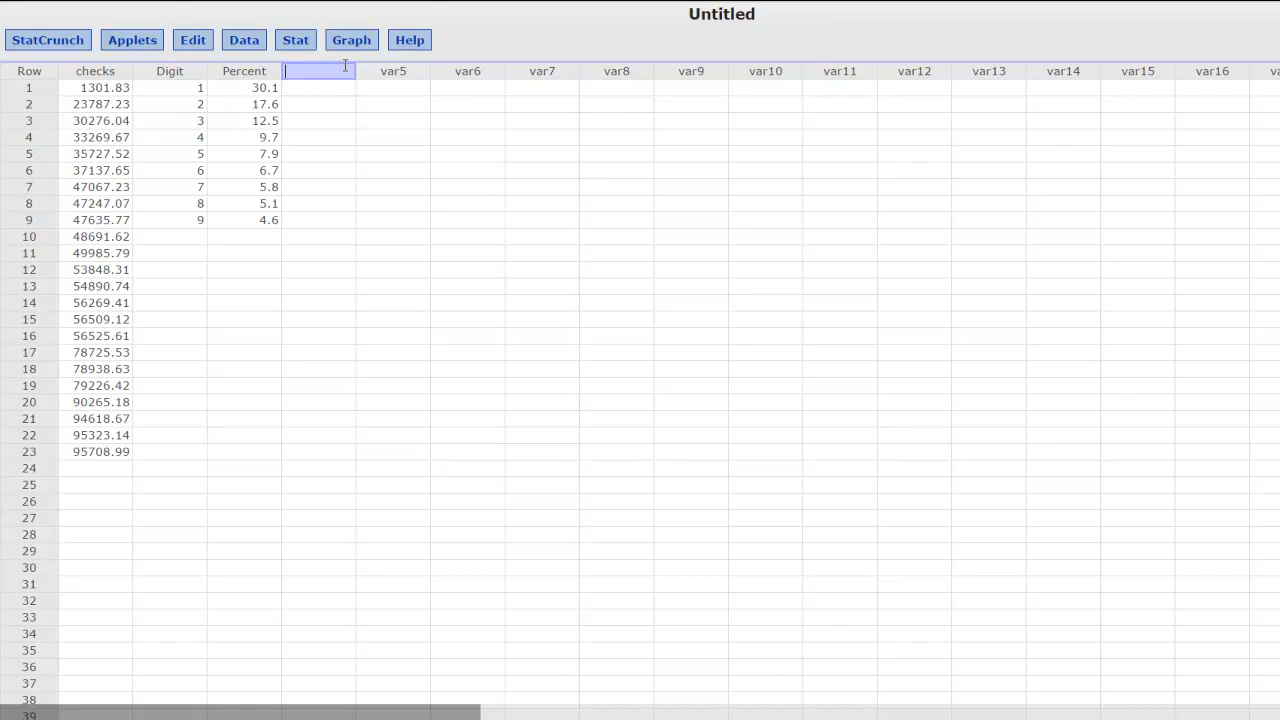 Untitled
StatCrunch Applets Edit Data Stat Graph Help
Row checks Digit Percent var5 var6 var7 var8 var9 var10 var11 var12 var13 var14 var15 var16 va
1 1301.83 1 30.1
2 23787.23 2 17.6
3 30276.04 3 12.5
4 33269.67 4 9.7
5 35727.52 5 7.9
6 37137.65 6 6.7
7 47067.23 7 5.8
8 47247.07 8 5.1
9 47635.77 9 4.6
10 48691.62
11 49985.79
12 53848.31
13 54890.74
14 56269.41
15 56509.12
16 56525.61
17 78725.53
18 78938.63
19 79226.42
20 90265.18
21 94618.67
22 95323.14
23 95708.99
24
25
26
27
28
29
30
31
32
33
34
35
36
37
38
39